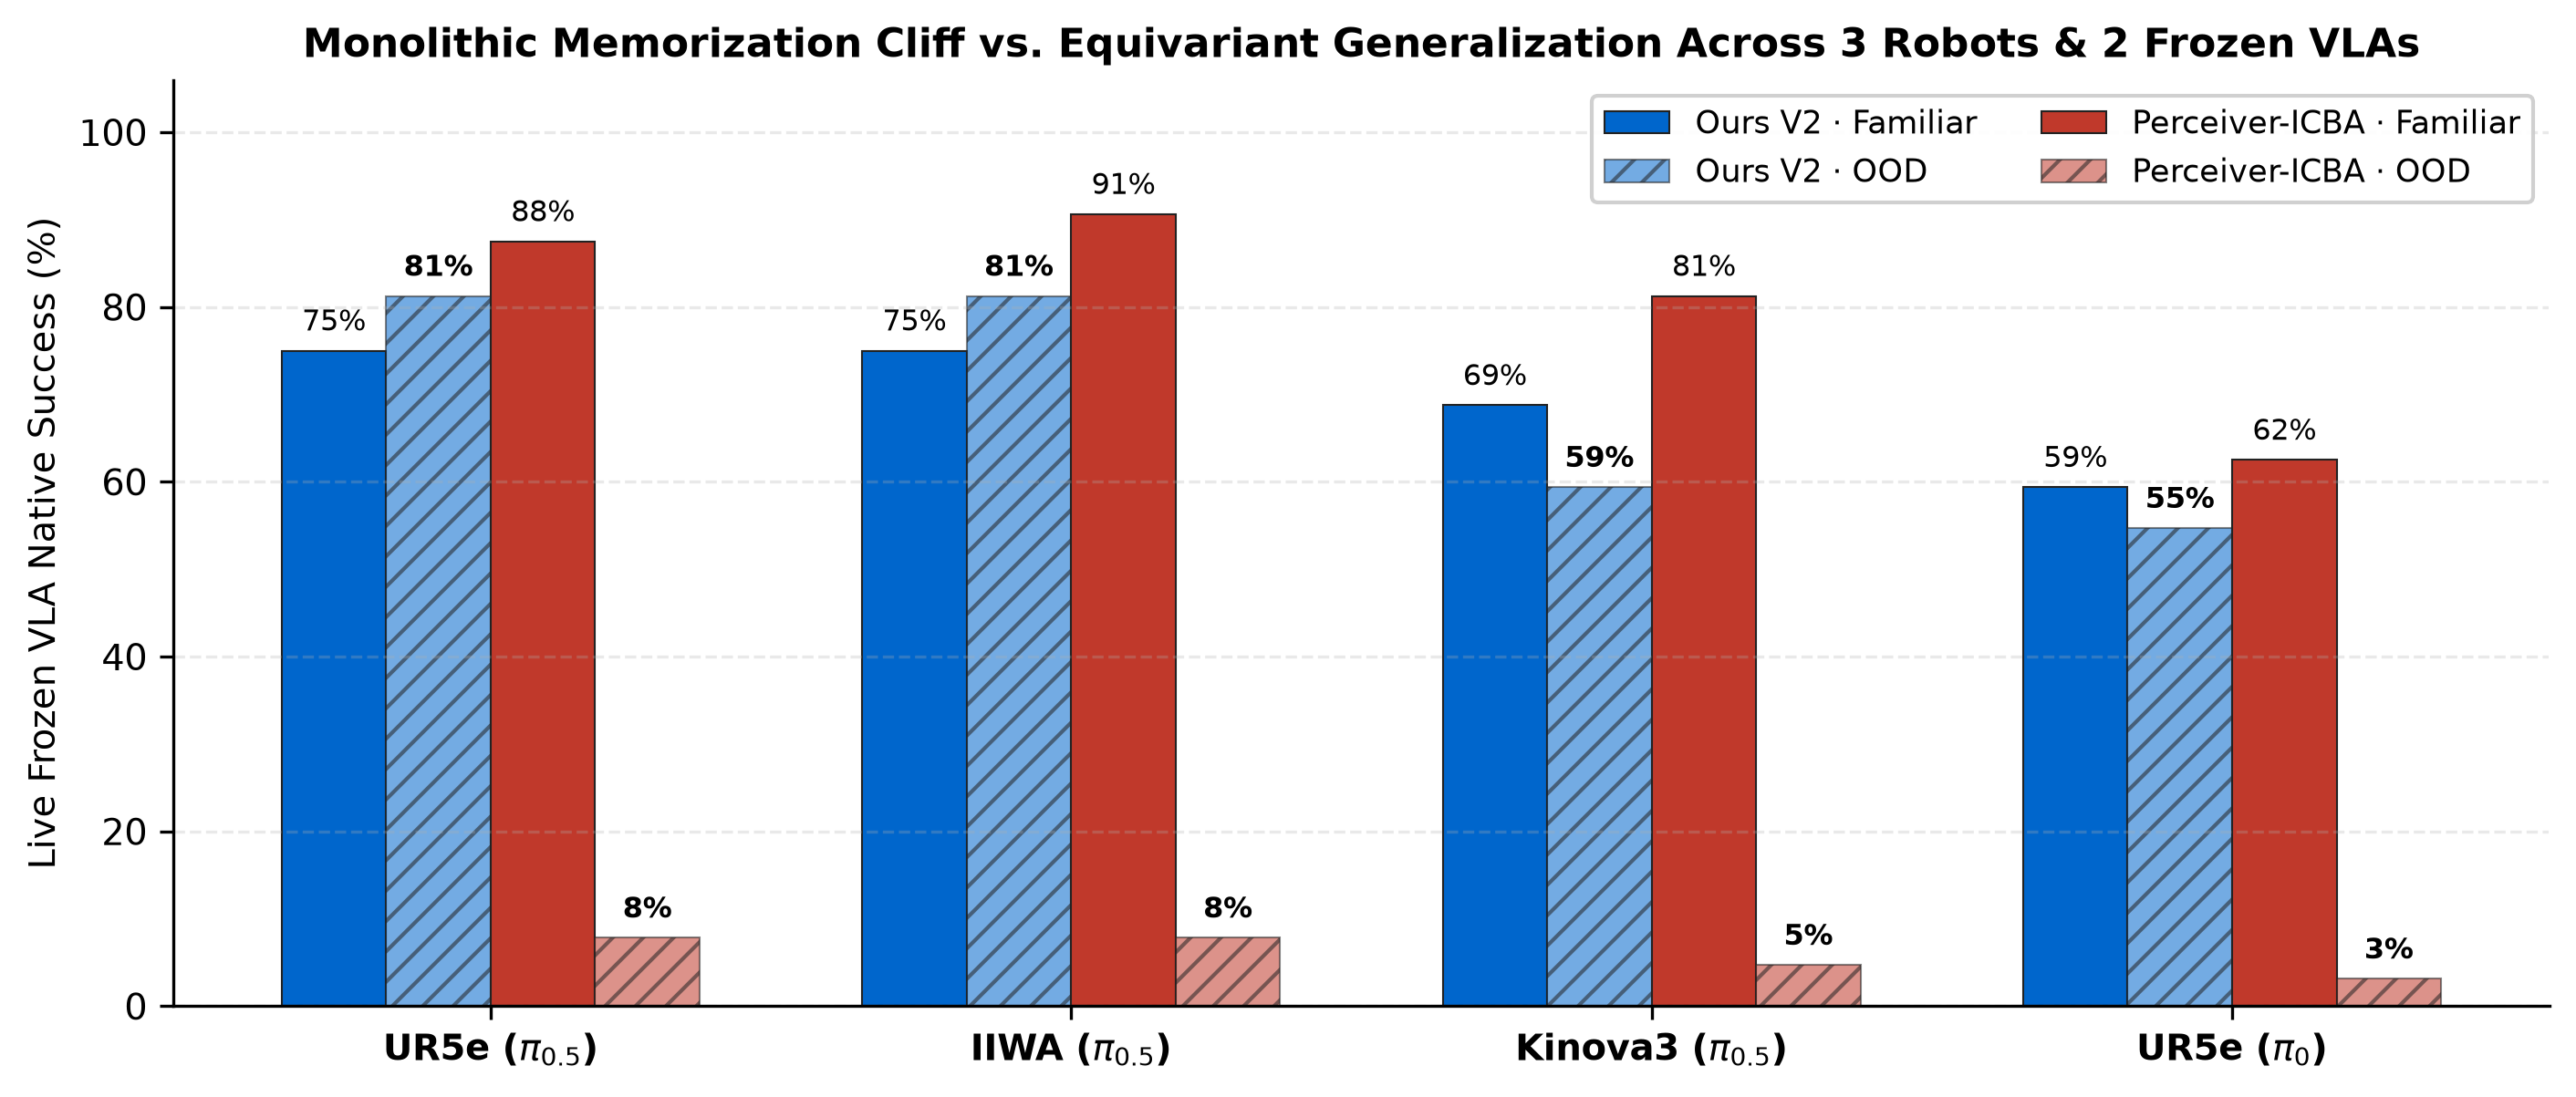 Monolithic Memorization Cliff vs. Equivariant Generalization Across 3 Robots & 2 Frozen VLAs
Ours V2 · Familiar
Perceiver-ICBA · Familiar
Ours V2 · OOD
Perceiver-ICBA · OOD
Live Frozen VLA Native Success (%)
100
80
60
40
20
0
75%
81%
88%
8%
75%
81%
91%
8%
69%
59%
81%
5%
59%
55%
62%
3%
UR5e (π0.5)
IIWA (π0.5)
Kinova3 (π0.5)
UR5e (π0)